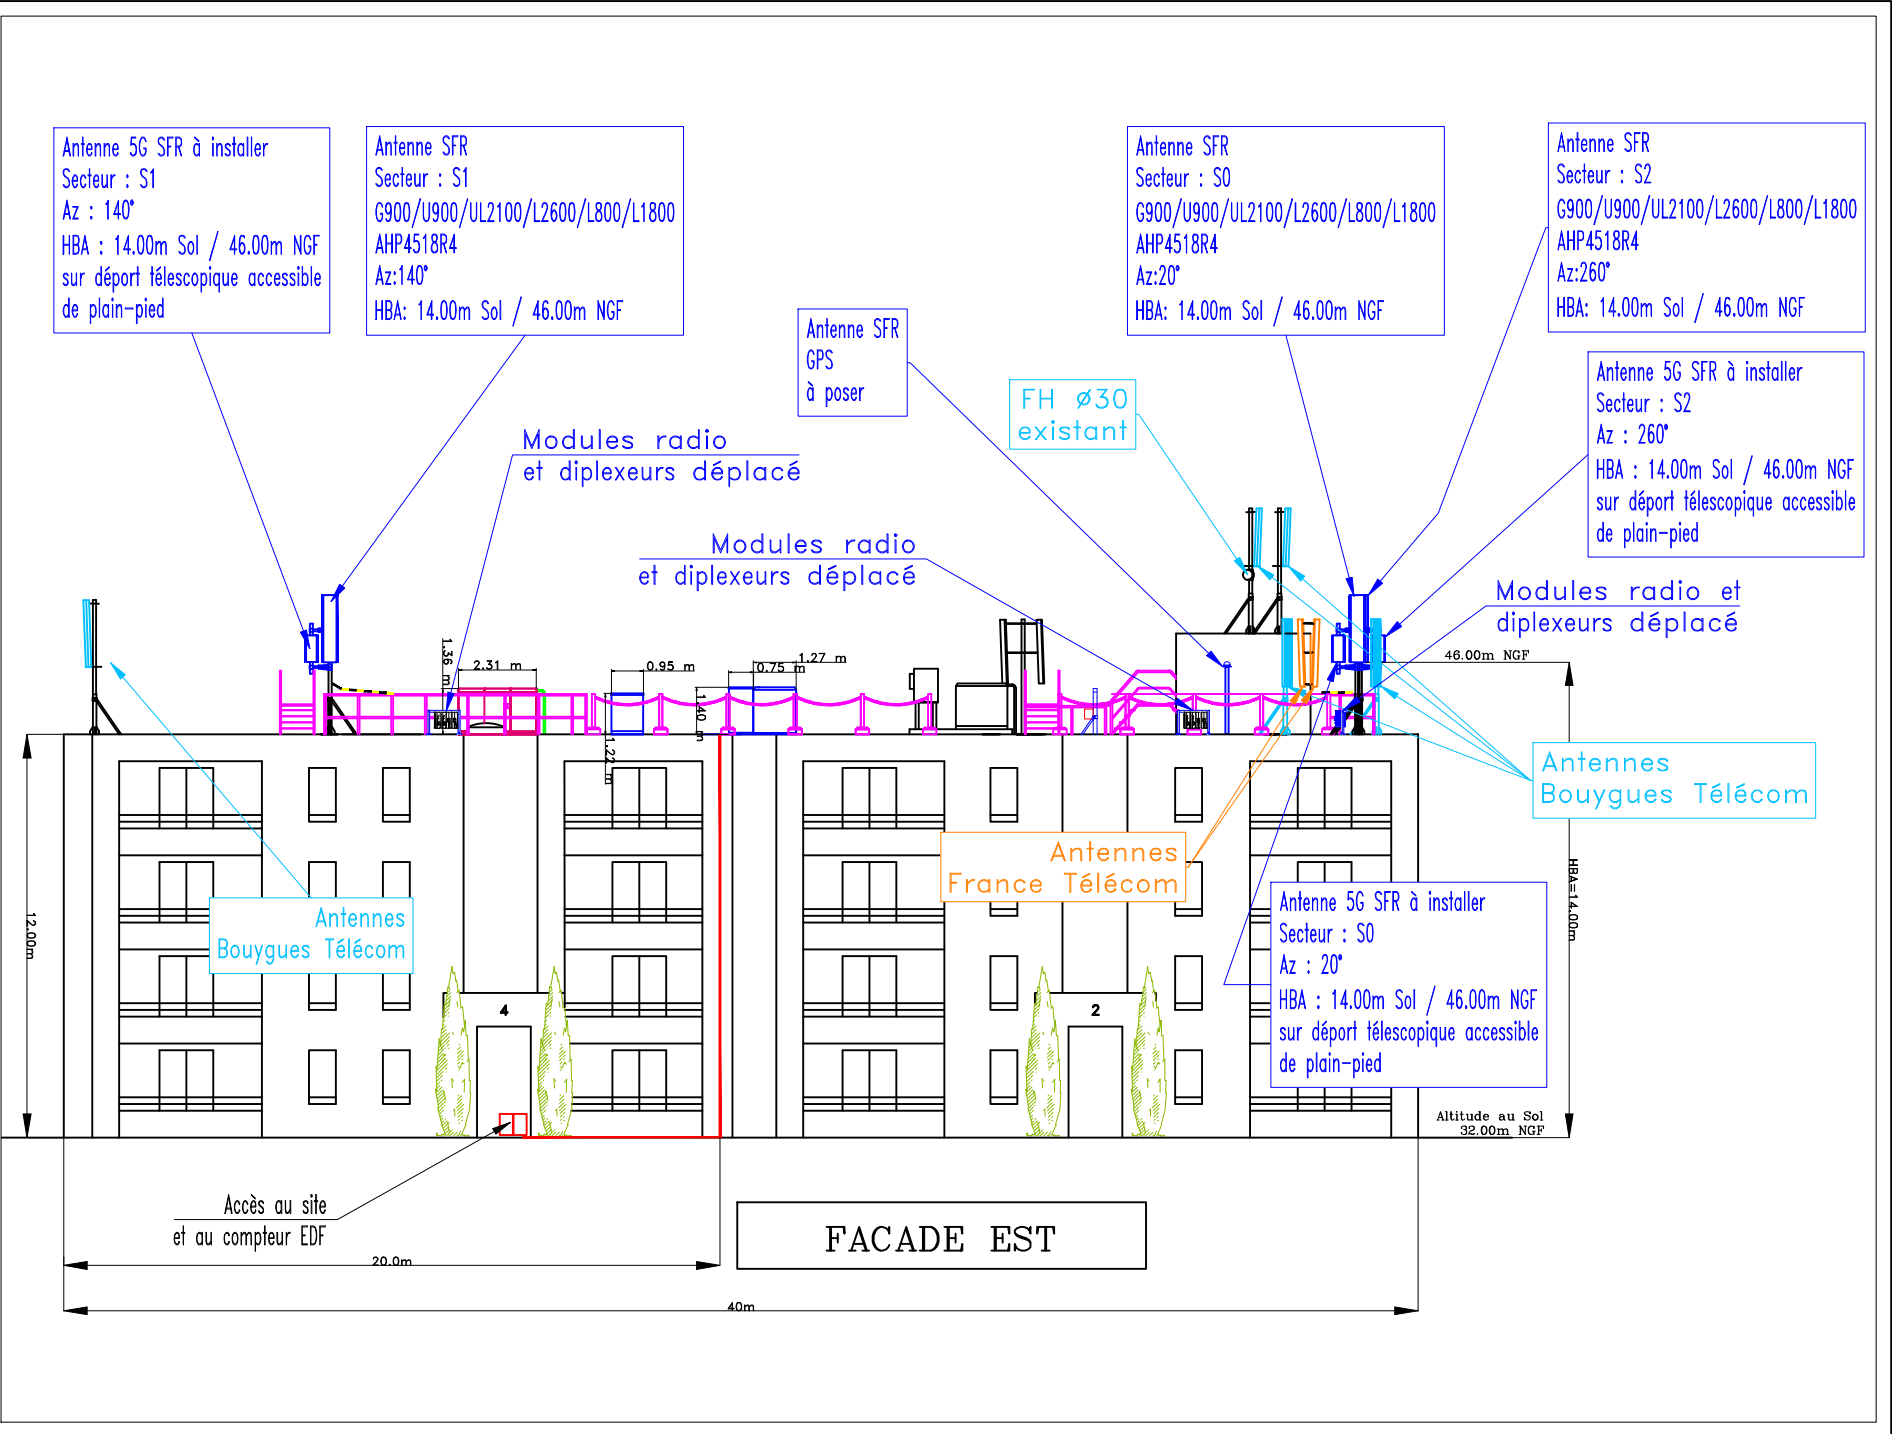 Antenne 5G SFR à installer
Secteur : S1
Az : 140°
HBA : 14.00m Sol / 46.00m NGF
sur déport télescopique accessible
de plain-pied
Antenne SFR
Secteur : S1
G900/U900/UL2100/L2600/L800/L1800
AHP4518R4
Az:140°
HBA: 14.00m Sol / 46.00m NGF
Antenne SFR
Secteur : S0
G900/U900/UL2100/L2600/L800/L1800
AHP4518R4
Az:20°
HBA: 14.00m Sol / 46.00m NGF
Antenne SFR
Secteur : S2
G900/U900/UL2100/L2600/L800/L1800
AHP4518R4
Az:260°
HBA: 14.00m Sol / 46.00m NGF
Antenne SFR
GPS
à poser
FH ø30
existant
Antenne 5G SFR à installer
Secteur : S2
Az : 260°
HBA : 14.00m Sol / 46.00m NGF
sur déport télescopique accessible
de plain-pied
Modules radio
et diplexeurs déplacé
Modules radio
et diplexeurs déplacé
Modules radio et
diplexeurs déplacé
1.36 m
2.31 m
0.95 m
0.75 m
1.27 m
1.40 m
1.22 m
46.00m NGF
Antennes
Bouygues Télécom
Antennes
France Télécom
Antennes
Bouygues Télécom
12.00m
HBA=14.00m
Antenne 5G SFR à installer
Secteur : S0
Az : 20°
HBA : 14.00m Sol / 46.00m NGF
sur déport télescopique accessible
de plain-pied
4
2
Altitude au Sol
32.00m NGF
Accès au site
et au compteur EDF
FACADE EST
20.0m
40m